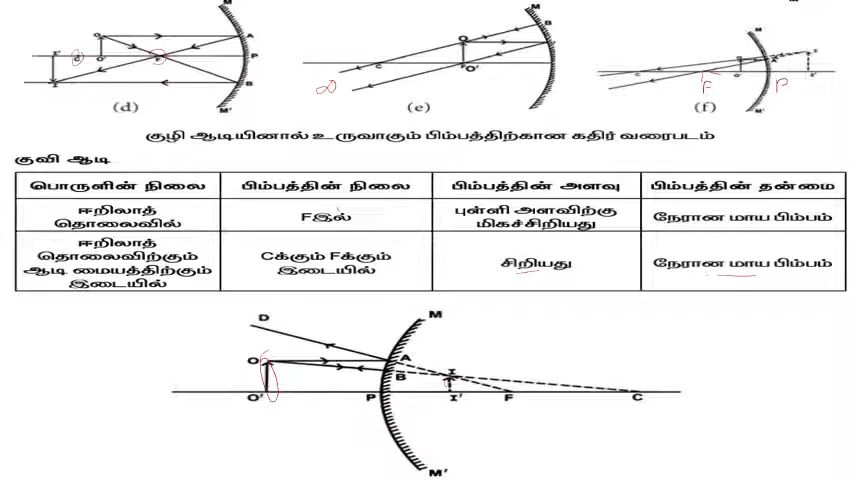 M M M
O A B O A
I' C O' F P C F O' C O' P I'
I B F P
M' M' M'
∞
(d) (e) (f)
குழி ஆடியினால் உருவாகும் பிம்பத்திற்கான கதிர் வரைபடம்
குவி ஆடி
பொருளின் நிலை பிம்பத்தின் நிலை பிம்பத்தின் அளவு பிம்பத்தின் தன்மை
ஈறிலாத் தொலைவில் Fஇல் புள்ளி அளவிற்கு மிகச்சிறியது நேரான மாய பிம்பம்
ஈறிலாத் தொலைவிற்கும் ஆடி மையத்திற்கும் இடையில் Cக்கும் Fக்கும் இடையில் சிறியது நேரான மாய பிம்பம்
D M
O A I
B
O' P I' F C
M'